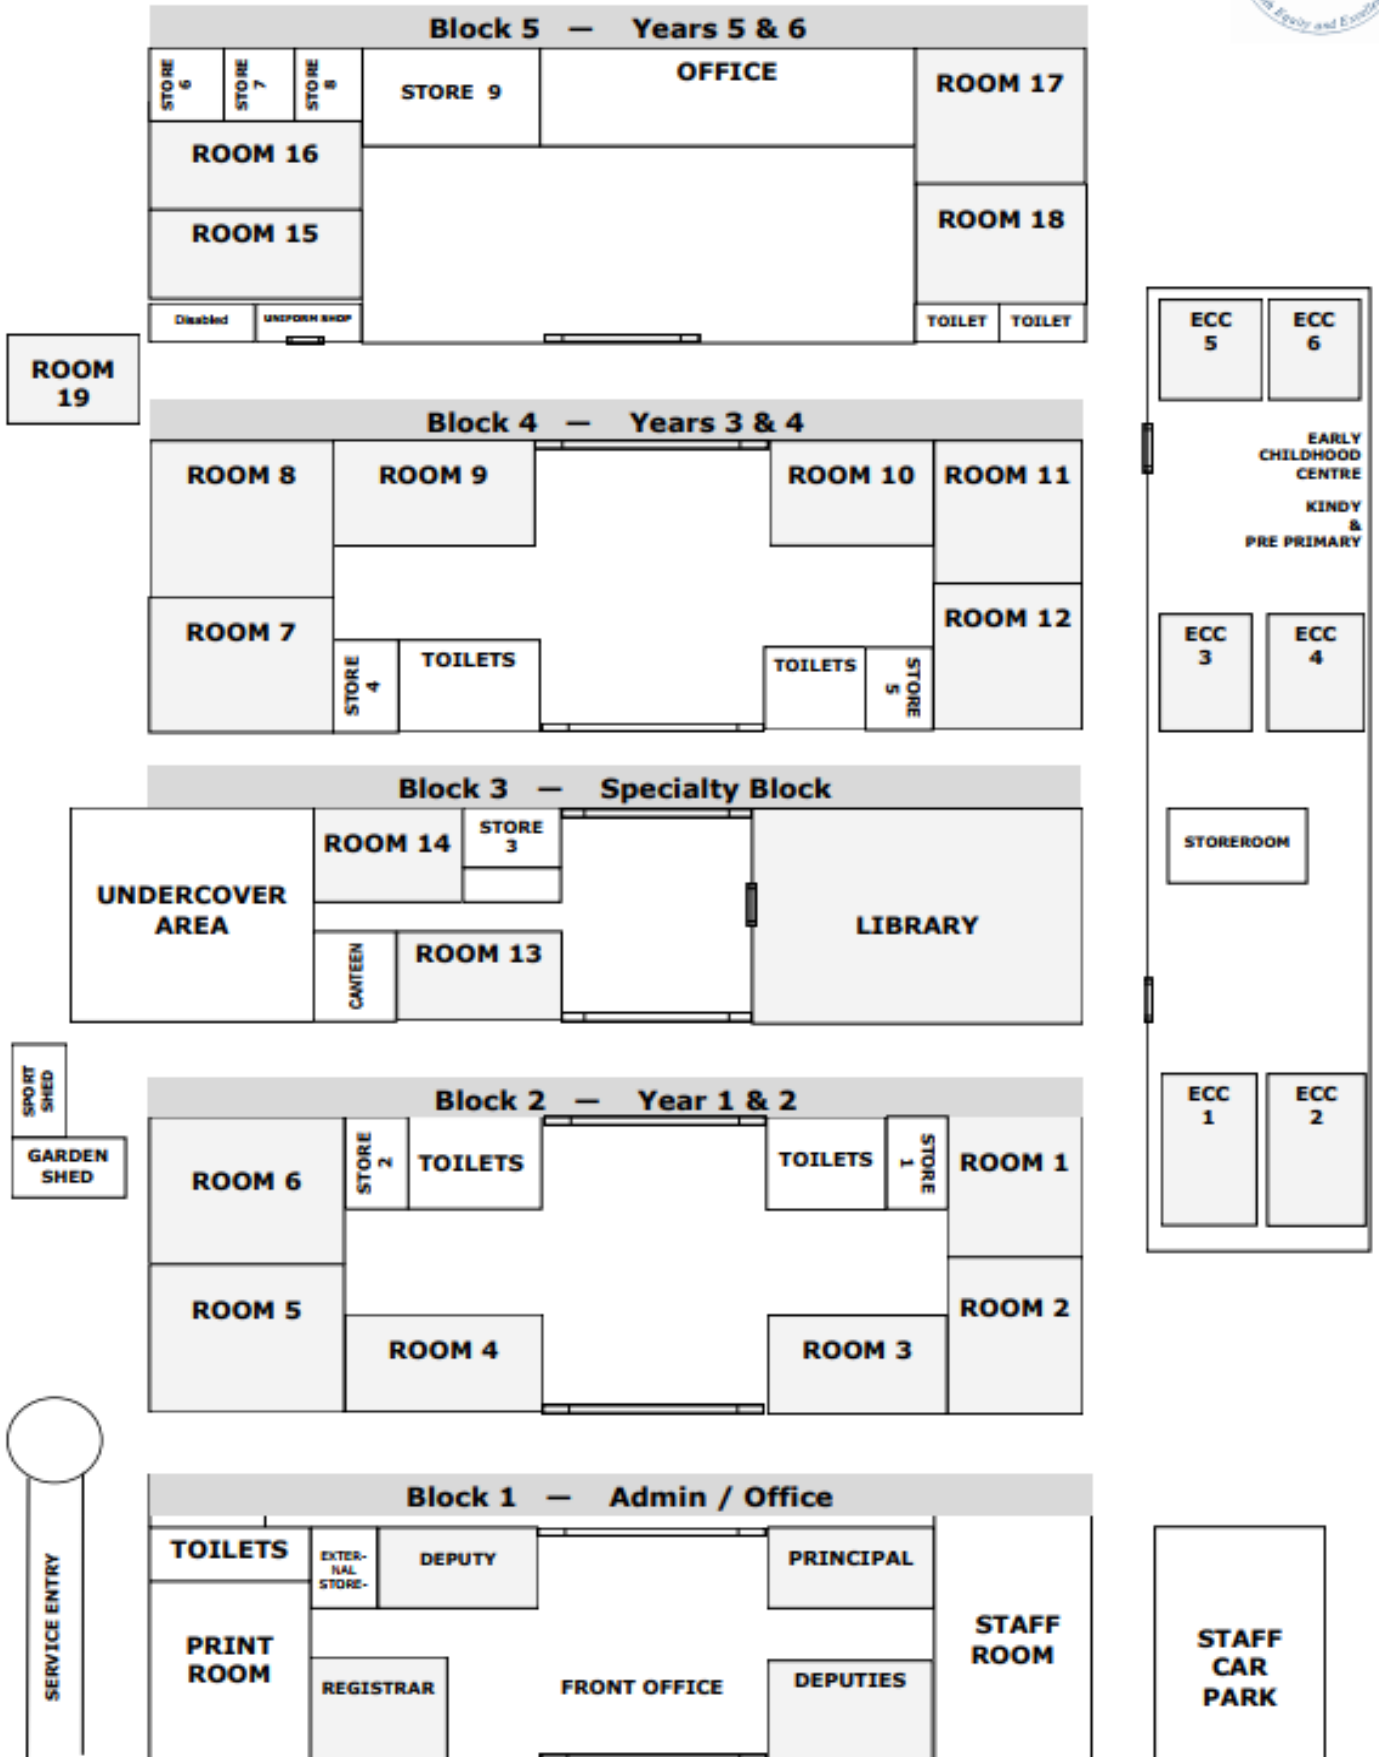 th Equity and Excelle
Block 5 — Years 5 & 6
STORE
6
STORE
7
STORE
8
STORE 9
OFFICE
ROOM 17
ROOM 16
ROOM 15
ROOM 18
Disabled
UNIFORM SHOP
TOILET
TOILET
ROOM
19
ECC
5
ECC
6
EARLY
CHILDHOOD
CENTRE
KINDY
&
PRE PRIMARY
ECC
3
ECC
4
STOREROOM
ECC
1
ECC
2
Block 4 — Years 3 & 4
ROOM 8
ROOM 9
ROOM 10
ROOM 11
ROOM 7
STORE
4
TOILETS
TOILETS
STORE
5
ROOM 12
Block 3 — Specialty Block
UNDERCOVER
AREA
ROOM 14
STORE
3
CANTEEN
ROOM 13
LIBRARY
SPORT
SHED
GARDEN
SHED
Block 2 — Year 1 & 2
ROOM 6
STORE
2
TOILETS
TOILETS
STORE
1
ROOM 1
ROOM 5
ROOM 4
ROOM 3
ROOM 2
SERVICE ENTRY
Block 1 — Admin / Office
TOILETS
EXTER-
NAL
STORE-
DEPUTY
PRINCIPAL
PRINT
ROOM
REGISTRAR
FRONT OFFICE
DEPUTIES
STAFF
ROOM
STAFF
CAR
PARK